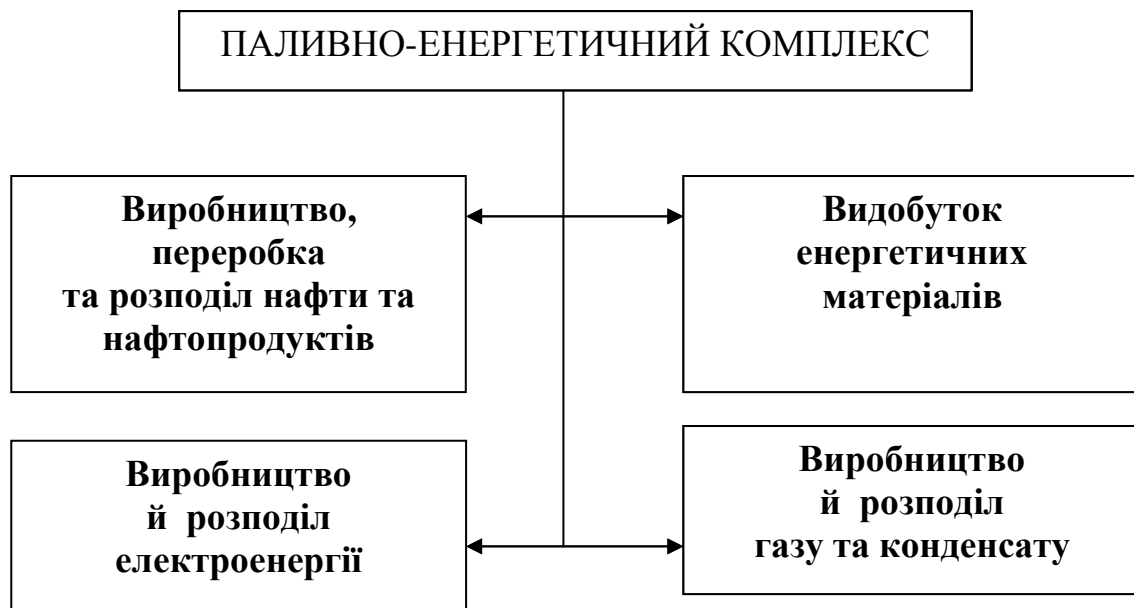 ПАЛИВНО-ЕНЕРГЕТИЧНИЙ КОМПЛЕКС
Виробництво,
переробка
та розподіл нафти та
нафтопродуктів
Видобуток
енергетичних
матеріалів
Виробництво
й розподіл
електроенергії
Виробництво
й розподіл
газу та конденсату